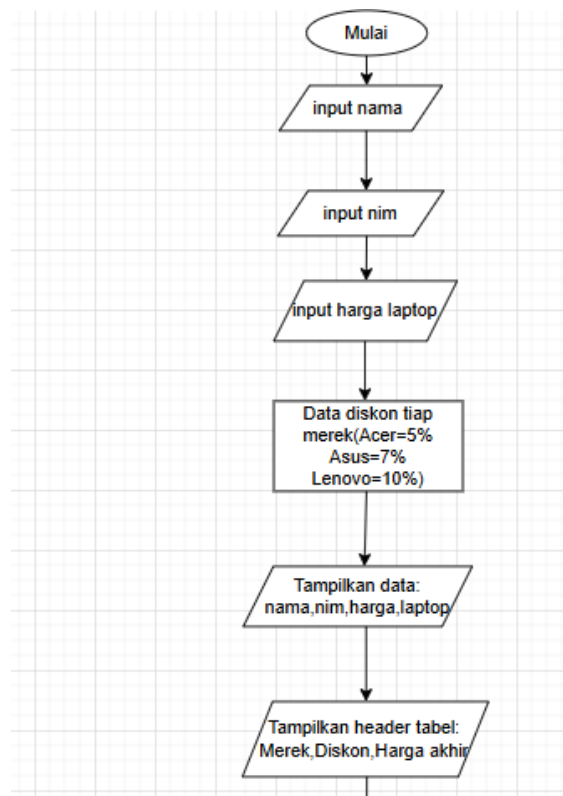 Mulai
input nama
input nim
input harga laptop
Data diskon tiap
merek(Acer=5%
Asus=7%
Lenovo=10%)
Tampilkan data:
nama,nim,harga,laptop
Tampilkan header tabel:
Merek,Diskon,Harga akhir